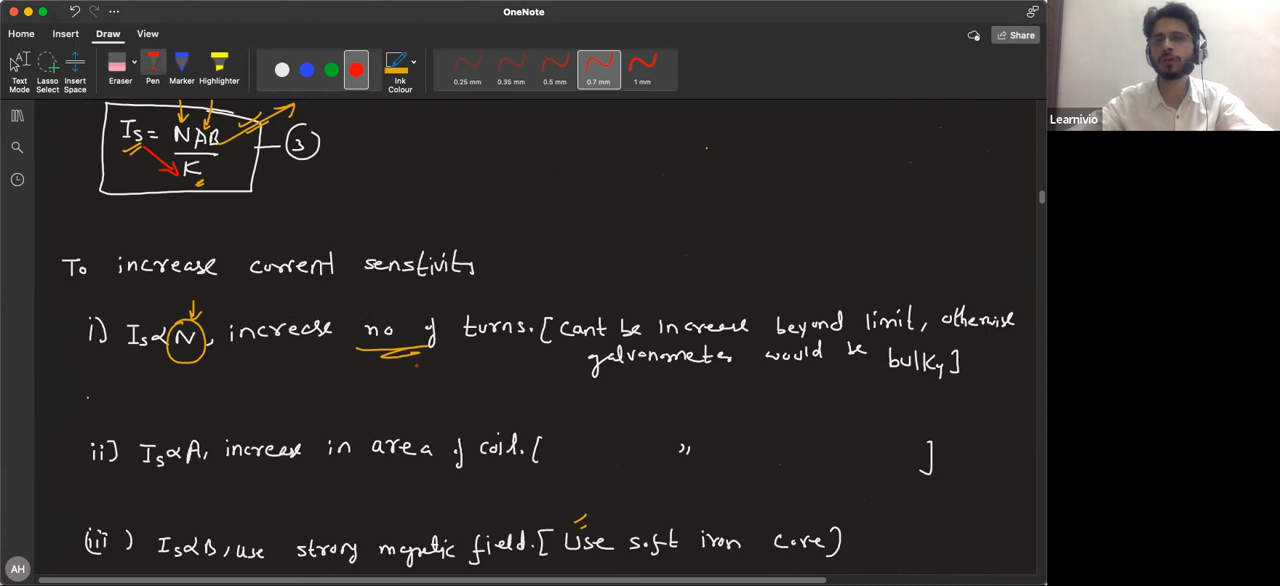 OneNote
Home Insert Draw View
Share
Text Mode Lasso Select Insert Space Eraser Pen Marker Highlighter Ink Colour 0.25 mm 0.35 mm 0.5 mm 0.7 mm 1 mm
Learnivio
Is = NAB
K
3
To increase current senstivity
i) Is ∝ N, increase no of turns. [cant be increase beyond limit, otherwise
galvanometer would be bulky]
ii) Is ∝ A, increase in area of coil. [ 〃 ]
(iii) Is ∝ B, use strong magnetic field. [Use soft iron core)
AH